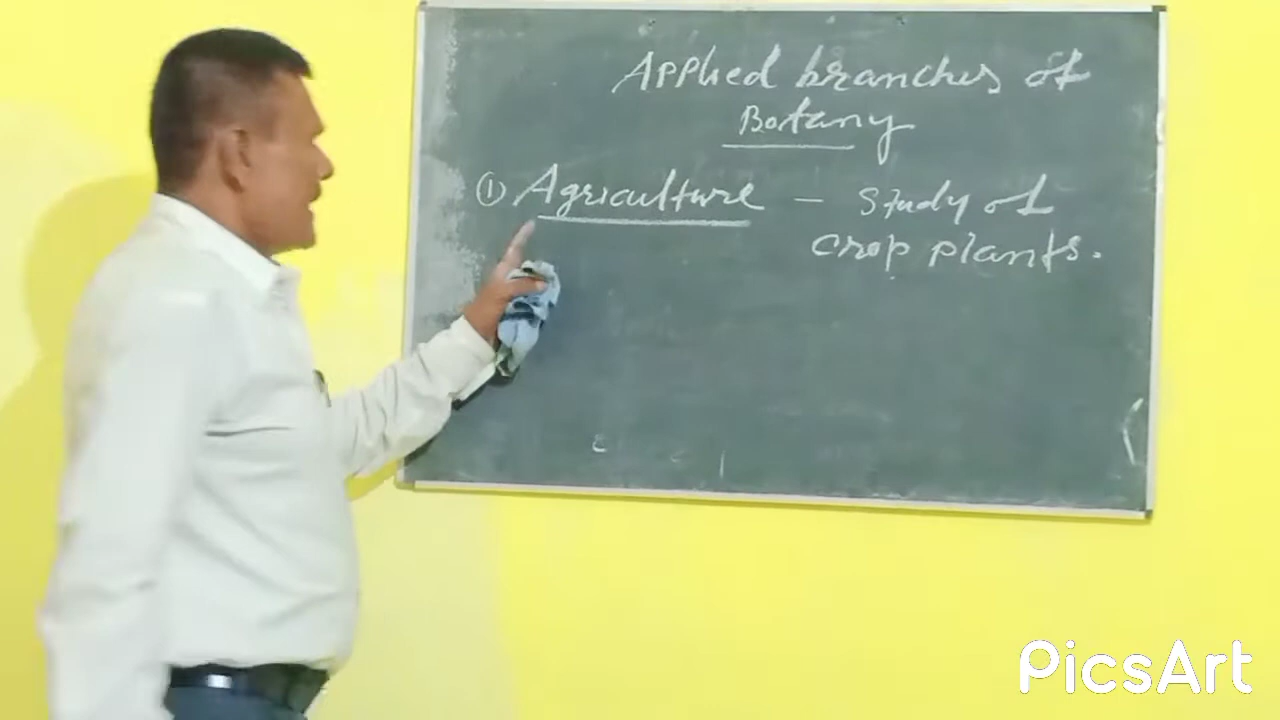 Applied branches of
Botany
① Agriculture – Study of
crop plants.
PicsArt